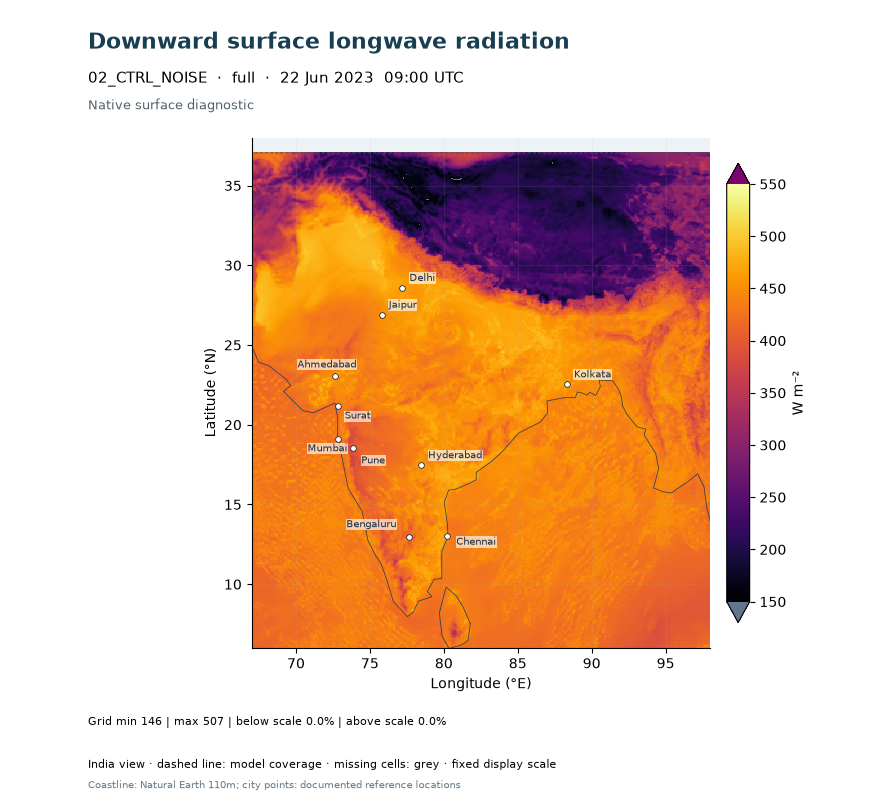 Downward surface longwave radiation
02_CTRL_NOISE · full · 22 Jun 2023 09:00 UTC
Native surface diagnostic
35
30
25
20
15
10
Latitude (°N)
Delhi
Jaipur
Ahmedabad
Kolkata
Surat
Mumbai
Pune
Hyderabad
Bengaluru
Chennai
70 75 80 85 90 95
Longitude (°E)
550
500
450
400
350
300
250
200
150
W m⁻²
Grid min 146 | max 507 | below scale 0.0% | above scale 0.0%
India view · dashed line: model coverage · missing cells: grey · fixed display scale
Coastline: Natural Earth 110m; city points: documented reference locations